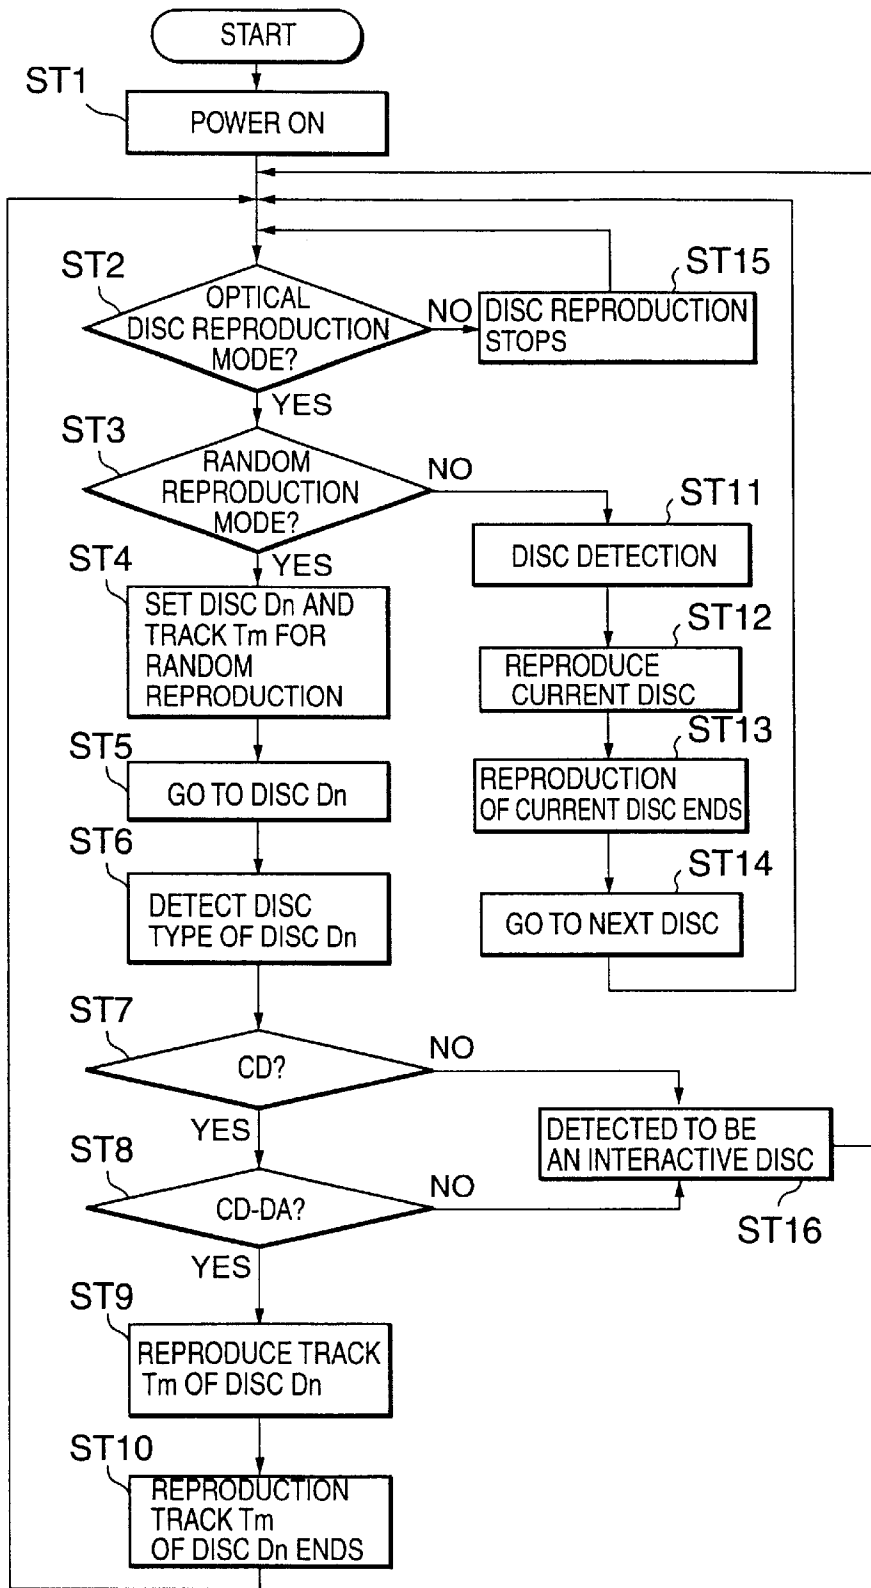 START
ST1
POWER ON
ST2
OPTICAL
DISC REPRODUCTION
MODE?
NO
ST15
DISC REPRODUCTION
STOPS
YES
ST3
RANDOM
REPRODUCTION
MODE?
NO
YES
ST11
DISC DETECTION
ST4
SET DISC Dn AND
TRACK Tm FOR
RANDOM
REPRODUCTION
ST12
REPRODUCE
CURRENT DISC
ST5
GO TO DISC Dn
ST13
REPRODUCTION
OF CURRENT DISC ENDS
ST6
DETECT DISC
TYPE OF DISC Dn
ST14
GO TO NEXT DISC
ST7
CD?
NO
YES
ST8
CD-DA?
NO
YES
DETECTED TO BE
AN INTERACTIVE DISC
ST16
ST9
REPRODUCE TRACK
Tm OF DISC Dn
ST10
REPRODUCTION
TRACK Tm
OF DISC Dn ENDS